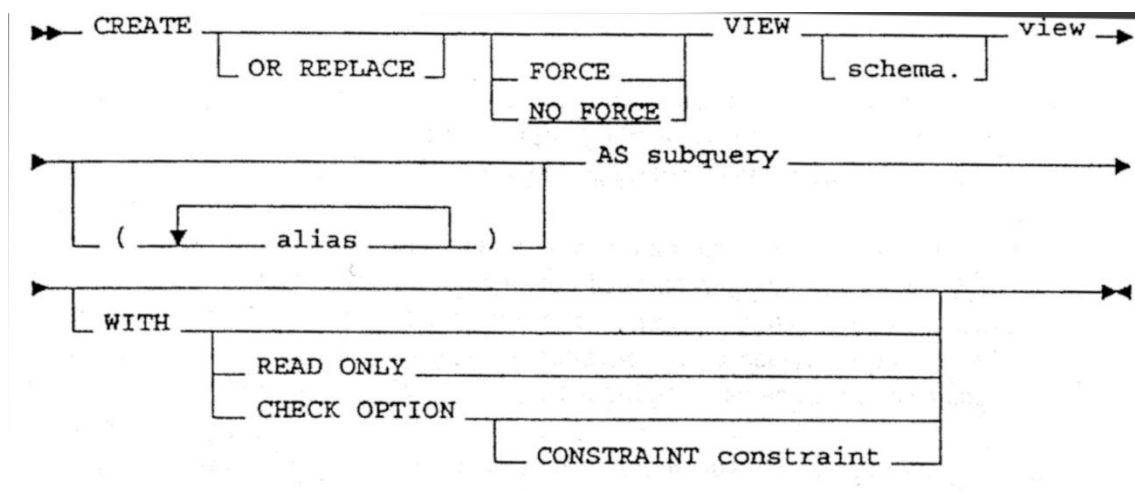 CREATE VIEW view
OR REPLACE FORCE schema.
NO FORCE
AS subquery
( alias )
WITH
READ ONLY
CHECK OPTION
CONSTRAINT constraint